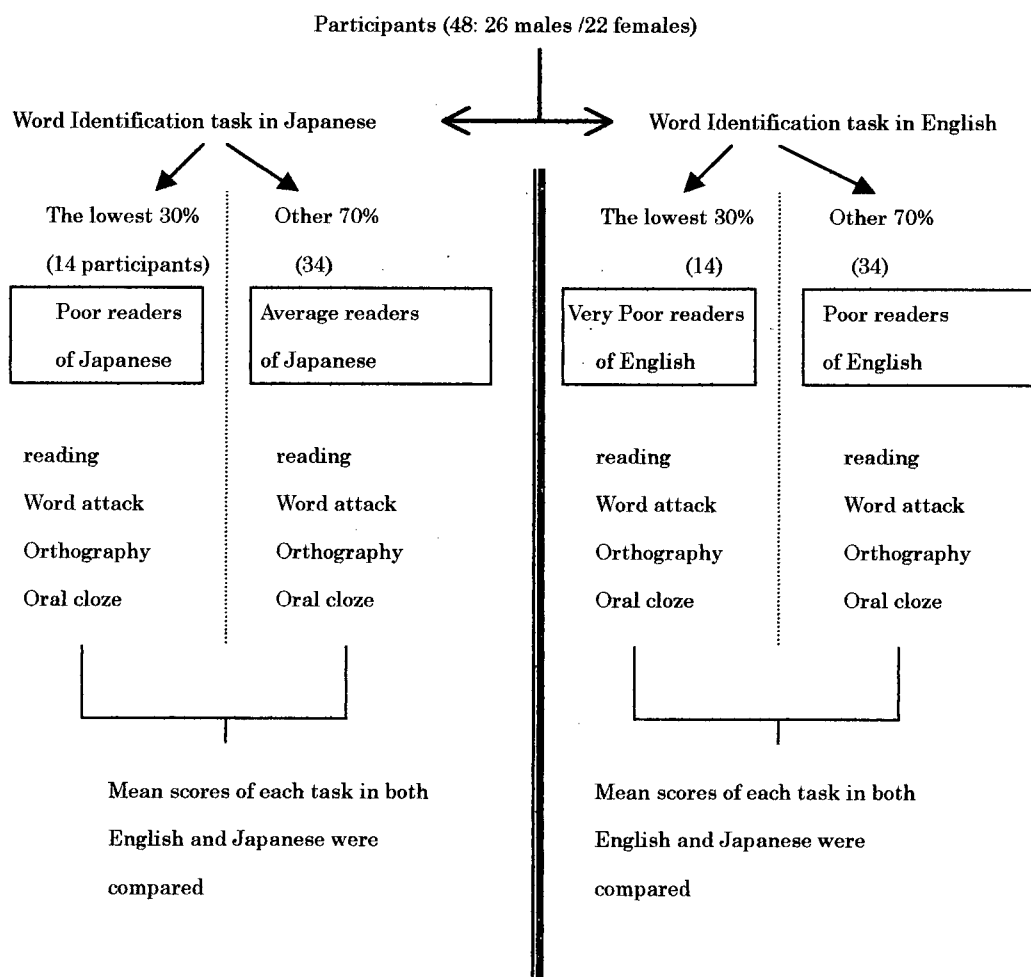 Participants (48: 26 males /22 females)
Word Identification task in Japanese
Word Identification task in English
The lowest 30%
(14 participants)
Other 70%
(34)
The lowest 30%
(14)
Other 70%
(34)
Poor readers
of Japanese
Average readers
of Japanese
Very Poor readers
of English
Poor readers
of English
reading
Word attack
Orthography
Oral cloze
reading
Word attack
Orthography
Oral cloze
reading
Word attack
Orthography
Oral cloze
reading
Word attack
Orthography
Oral cloze
Mean scores of each task in both
English and Japanese were
compared
Mean scores of each task in both
English and Japanese were
compared